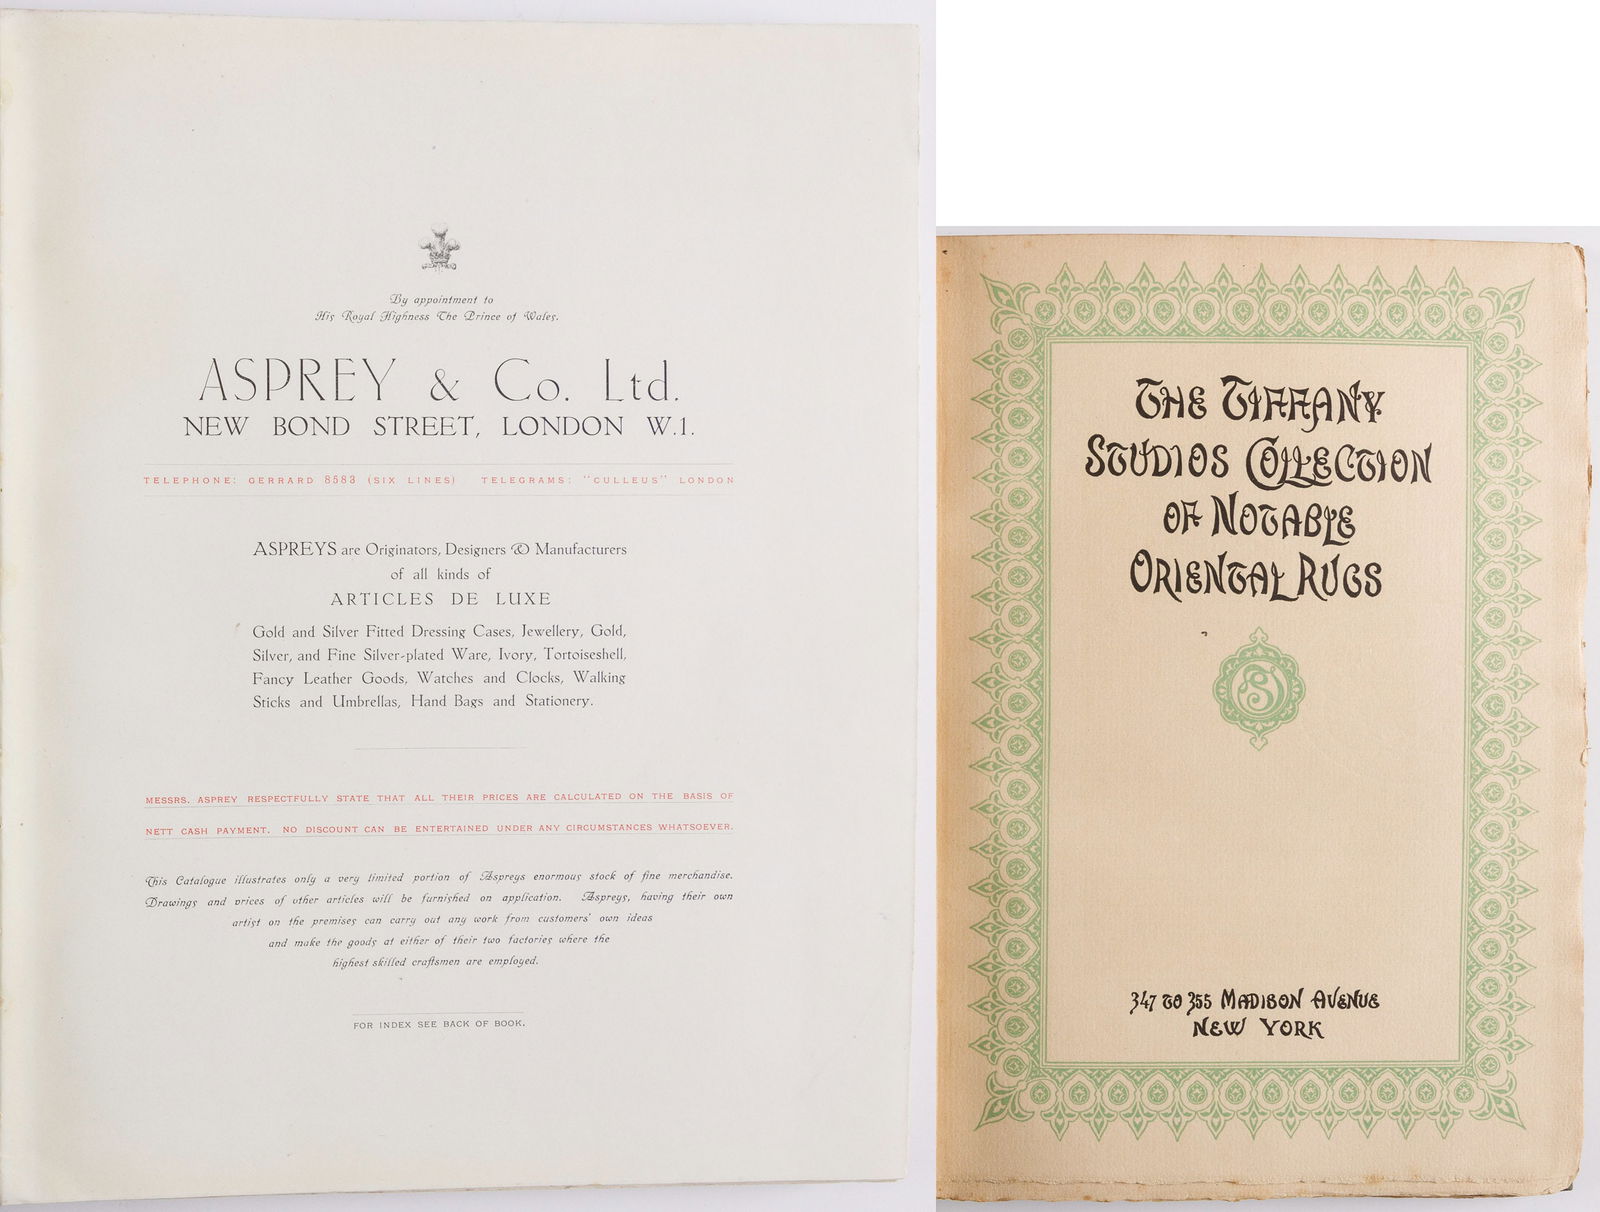 By appointment to
His Royal Highness The Prince of Wales.
ASPREY & Co. Ltd.
NEW BOND STREET, LONDON W.1.
TELEPHONE: GERRARD 8583 (SIX LINES) TELEGRAMS: "CULLEUS" LONDON
ASPREYS are Originators, Designers & Manufacturers
of all kinds of
ARTICLES DE LUXE
Gold and Silver Fitted Dressing Cases, Jewellery, Gold,
Silver, and Fine Silver-plated Ware, Ivory, Tortoiseshell,
Fancy Leather Goods, Watches and Clocks, Walking
Sticks and Umbrellas, Hand Bags and Stationery.
MESSRS. ASPREY RESPECTFULLY STATE THAT ALL THEIR PRICES ARE CALCULATED ON THE BASIS OF
NETT CASH PAYMENT. NO DISCOUNT CAN BE ENTERTAINED UNDER ANY CIRCUMSTANCES WHATSOEVER.
This Catalogue illustrates only a very limited portion of Aspreys enormous stock of fine merchandise.
Drawings and prices of other articles will be furnished on application. Aspreys, having their own
artist on the premises can carry out any work from customers' own ideas
and make the goods at either of their two factories where the
highest skilled craftsmen are employed.
FOR INDEX SEE BACK OF BOOK.
THE TIFFANY
STUDIOS COLLECTION
OF NOTABLE
ORIENTAL RUGS
347 TO 355 MADISON AVENUE
NEW YORK